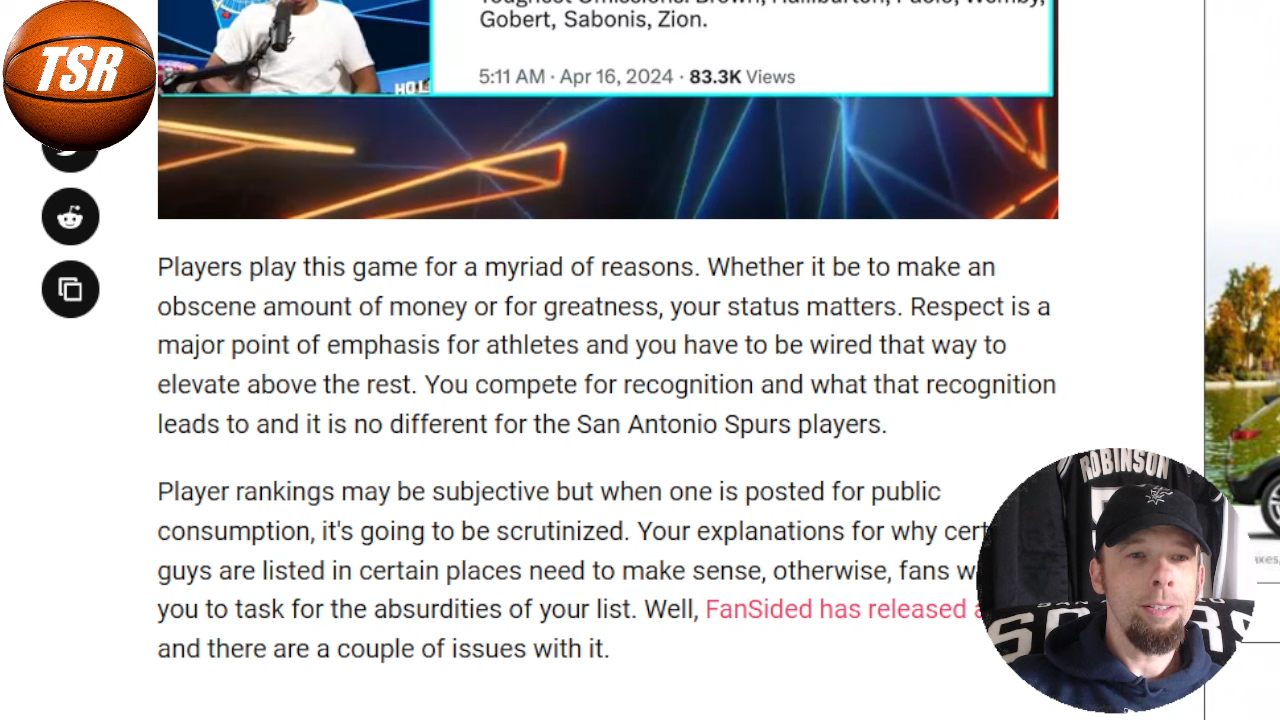 TSR
Toughest Omissions: Brown, Haliburton, Paolo, Wemby,
Gobert, Sabonis, Zion.
5:11 AM · Apr 16, 2024 · 83.3K Views
Players play this game for a myriad of reasons. Whether it be to make an
obscene amount of money or for greatness, your status matters. Respect is a
major point of emphasis for athletes and you have to be wired that way to
elevate above the rest. You compete for recognition and what that recognition
leads to and it is no different for the San Antonio Spurs players.
ROBINSON
Player rankings may be subjective but when one is posted for public
consumption, it's going to be scrutinized. Your explanations for why cert
guys are listed in certain places need to make sense, otherwise, fans w
you to task for the absurdities of your list. Well, FanSided has released a
and there are a couple of issues with it.